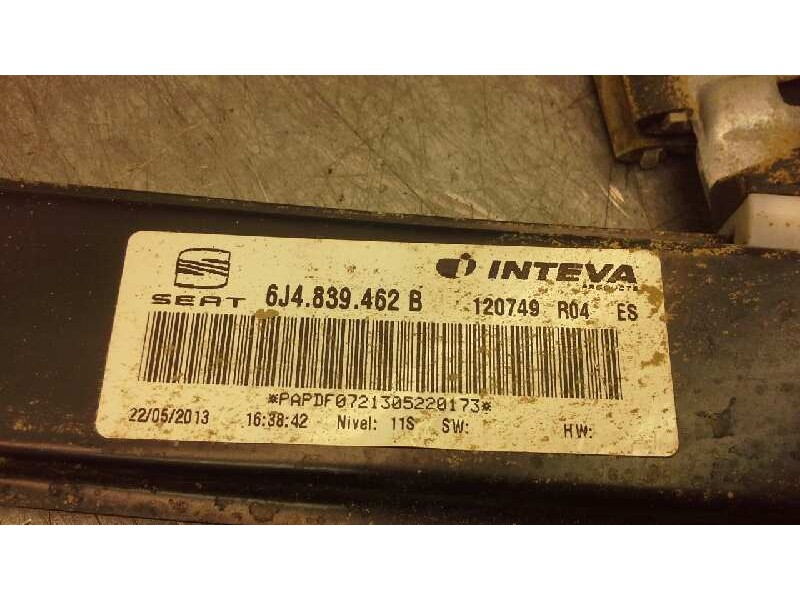 SEAT 6J4.839.462 B
INTEVA
PRODUCTS
120749 R04 ES
*PAPDF0721305220173*
22/05/2013 16:38:42 Nivel: 11S SW: HW: